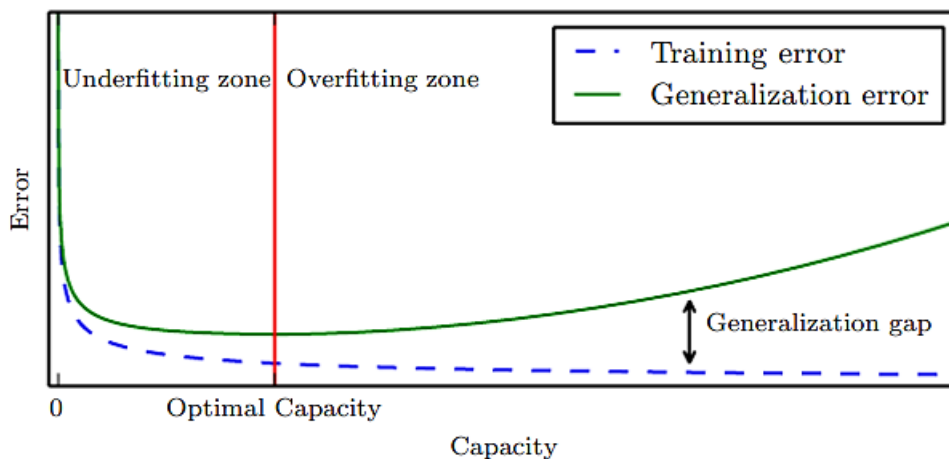 Training error
Generalization error
Underfitting zone
Overfitting zone
Error
Generalization gap
0
Optimal Capacity
Capacity